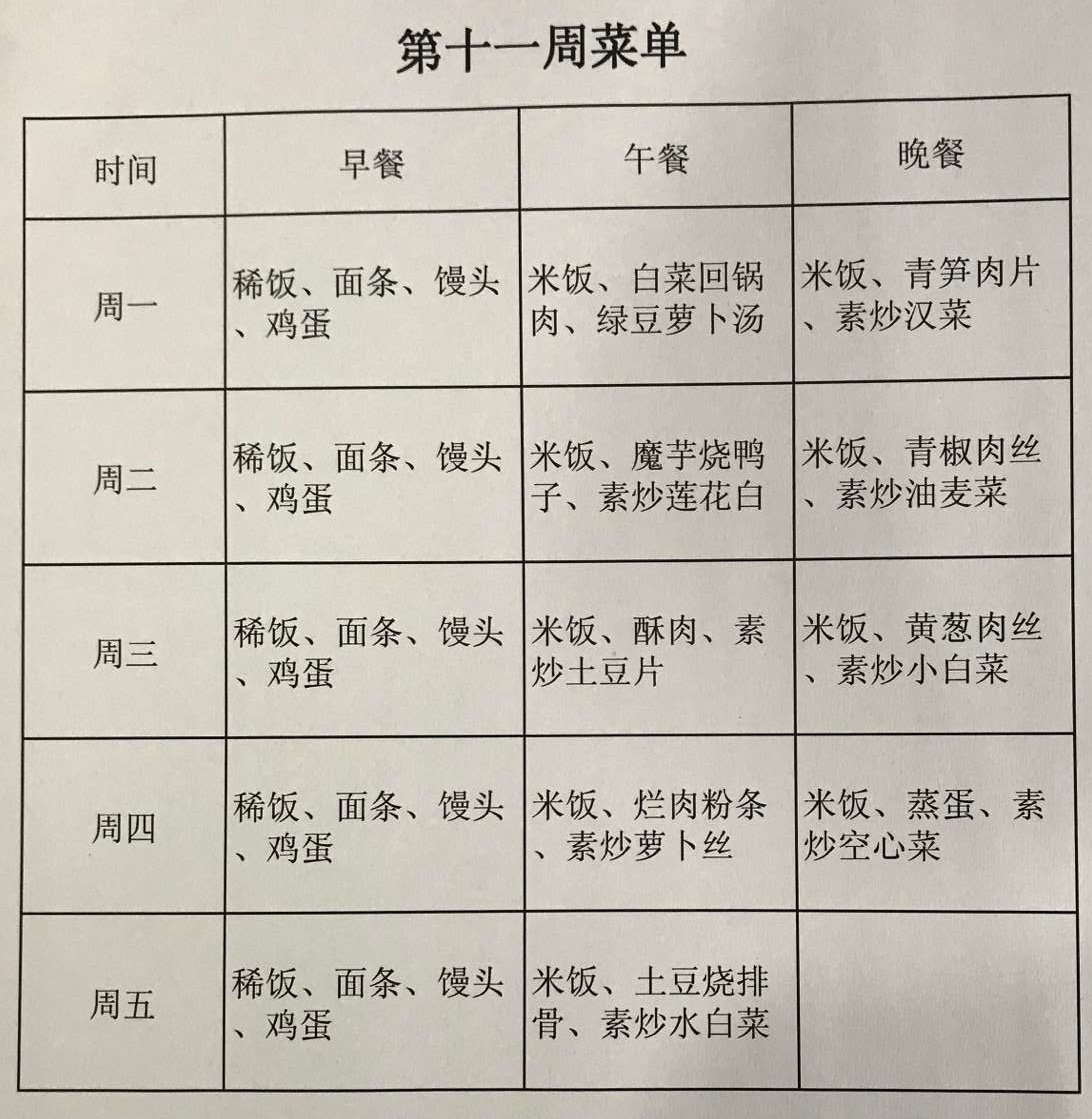 第十一周菜单
时间
早餐
午餐
晚餐
周一
稀饭、面条、馒头
、鸡蛋
米饭、白菜回锅
肉、绿豆萝卜汤
米饭、青笋肉片
、素炒汉菜
周二
稀饭、面条、馒头
、鸡蛋
米饭、魔芋烧鸭
子、素炒莲花白
米饭、青椒肉丝
、素炒油麦菜
周三
稀饭、面条、馒头
、鸡蛋
米饭、酥肉、素
炒土豆片
米饭、黄葱肉丝
、素炒小白菜
周四
稀饭、面条、馒头
、鸡蛋
米饭、烂肉粉条
、素炒萝卜丝
米饭、蒸蛋、素
炒空心菜
周五
稀饭、面条、馒头
、鸡蛋
米饭、土豆烧排
骨、素炒水白菜